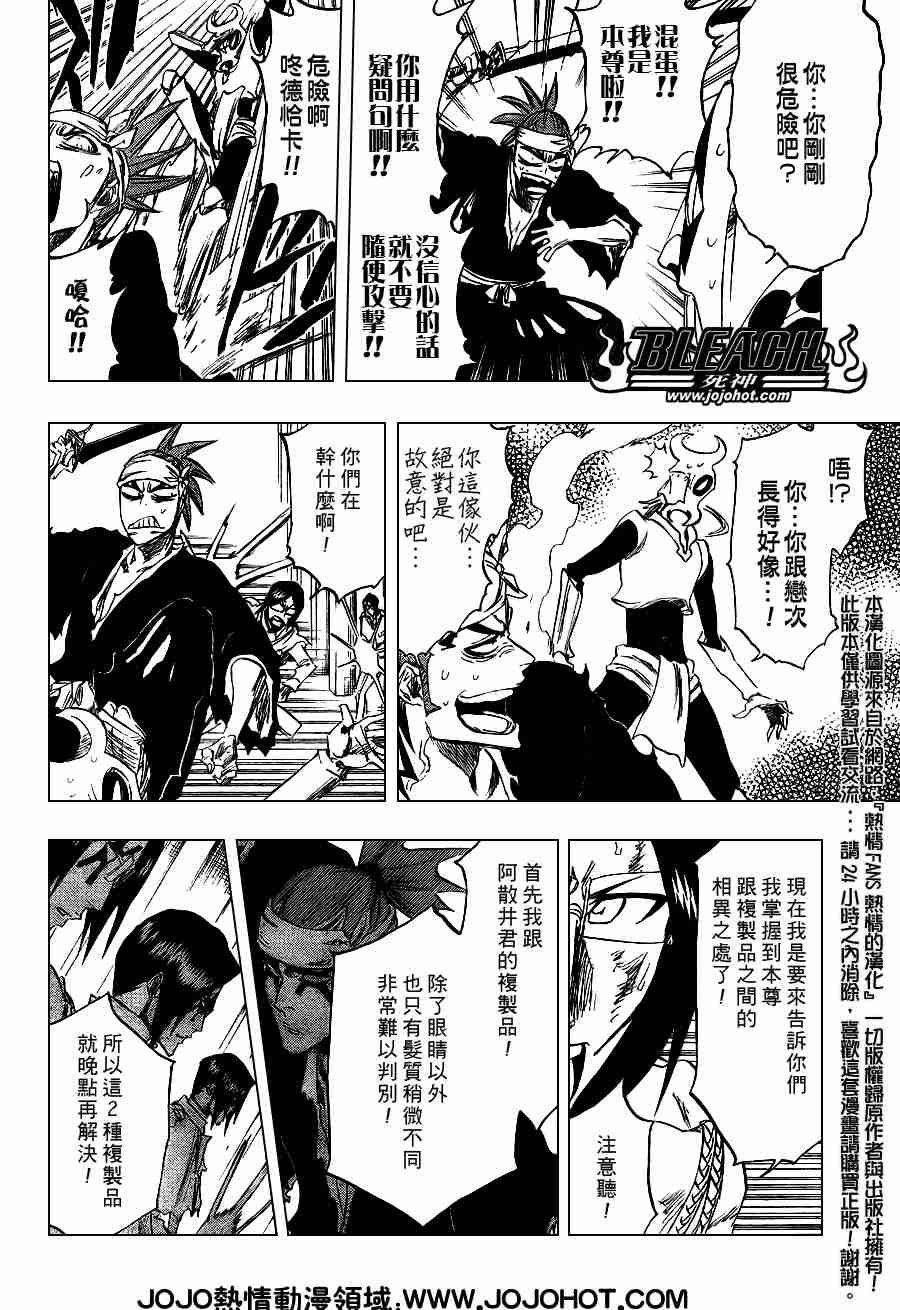 你…你剛剛
很危險吧？
混蛋!!
我是
本尊啦!!
你用什麼
疑問句啊!!
沒信心的話
就不要
隨便攻擊!!
危險啊
咚德恰卡!!
嘎哈!!
BLEACH
死神
www.jojohot.com
唔!?
你…你跟戀次
長得好像…!
你這傢伙…
絕對是
故意的吧…
你們在
幹什麼啊!
現在我是要來告訴你們
我掌握到本尊
跟複製品之間的
相異之處了!
注意聽!
首先我跟
阿散井君的複製品!
除了眼睛以外
也只有髮質稍微不同
非常難以判別!
所以這2種複製品
就晚點再解決!
本漢化圖源來自於網路『熱情FANS熱情的漢化』一切版權歸原作者與出版社擁有!
此版本僅供學習試看交流…請24小時之內消除，喜歡這套漫畫請購買正版!謝謝。
JOJO熱情動漫領域:WWW.JOJOHOT.COM